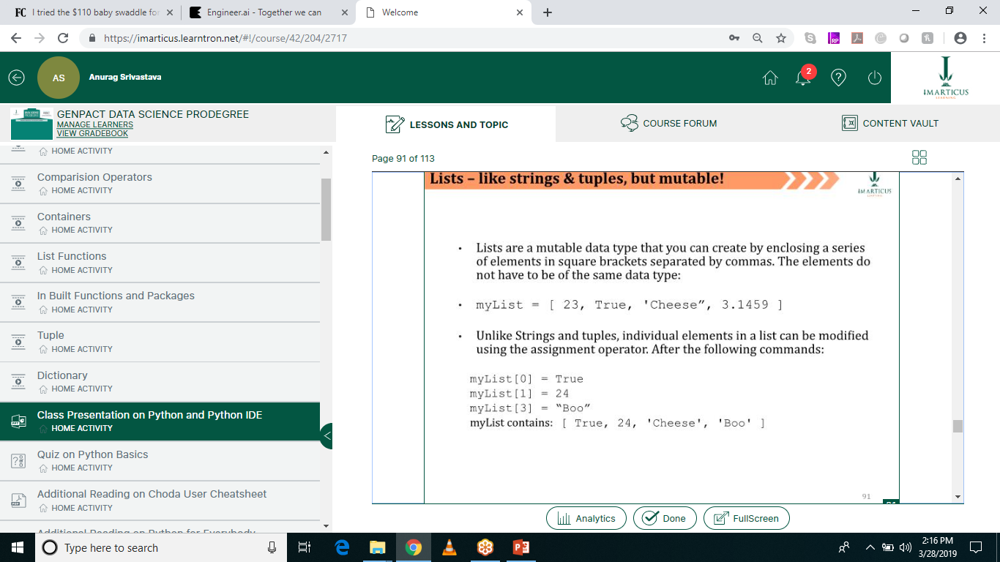 FC I tried the $110 baby swaddle for
Engineer.ai - Together we can
Welcome
https://imarticus.learntron.net/#!/course/42/204/2717
RP
AS
Anurag Srivastava
2
IMARTICUS
LEARNING
GENPACT DATA SCIENCE PRODEGREE
MANAGE LEARNERS
VIEW GRADEBOOK
LESSONS AND TOPIC
COURSE FORUM
CONTENT VAULT
HOME ACTIVITY
Comparision Operators
HOME ACTIVITY
Containers
HOME ACTIVITY
List Functions
HOME ACTIVITY
In Built Functions and Packages
HOME ACTIVITY
Tuple
HOME ACTIVITY
Dictionary
HOME ACTIVITY
Class Presentation on Python and Python IDE
HOME ACTIVITY
Quiz on Python Basics
HOME ACTIVITY
Additional Reading on Choda User Cheatsheet
HOME ACTIVITY
Additional Reading on Python for Everybody
Page 91 of 113
Lists – like strings & tuples, but mutable!
IMARTICUS
• Lists are a mutable data type that you can create by enclosing a series
of elements in square brackets separated by commas. The elements do
not have to be of the same data type:
• myList = [ 23, True, 'Cheese”, 3.1459 ]
• Unlike Strings and tuples, individual elements in a list can be modified
using the assignment operator. After the following commands:
myList[0] = True
myList[1] = 24
myList[3] = “Boo”
myList contains: [ True, 24, 'Cheese', 'Boo' ]
91
Analytics
Done
FullScreen
Type here to search
2:16 PM
3/28/2019